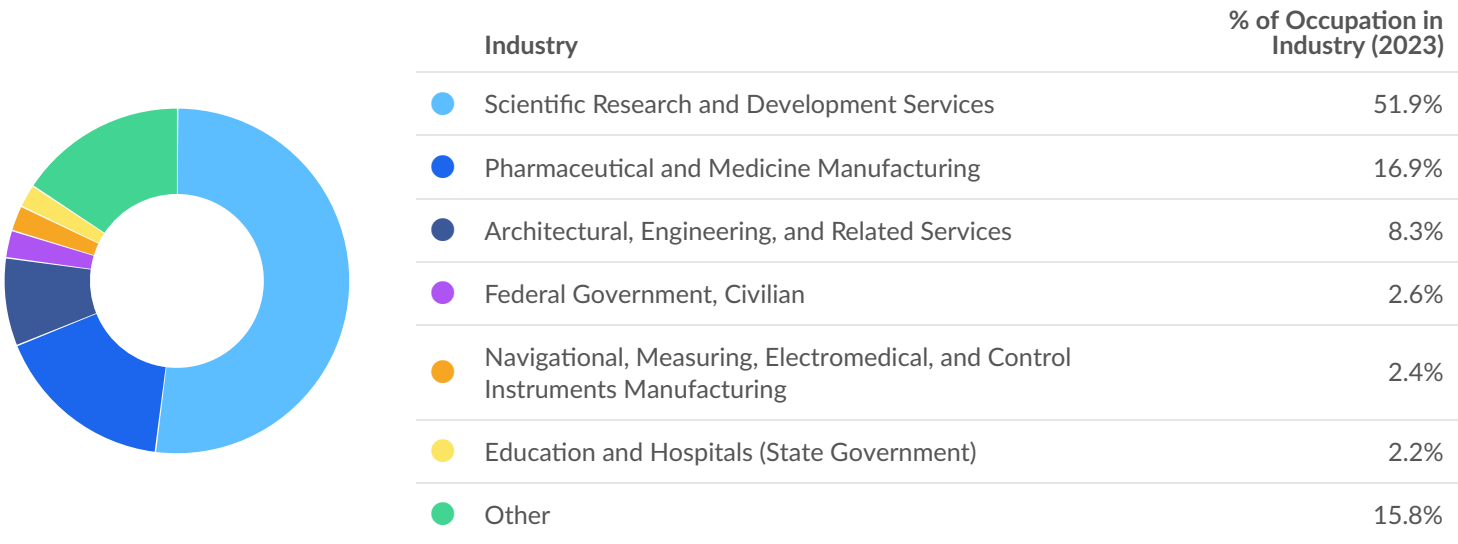 Industry
% of Occupation in
Industry (2023)
Scientific Research and Development Services 51.9%
Pharmaceutical and Medicine Manufacturing 16.9%
Architectural, Engineering, and Related Services 8.3%
Federal Government, Civilian 2.6%
Navigational, Measuring, Electromedical, and Control
Instruments Manufacturing
2.4%
Education and Hospitals (State Government) 2.2%
Other 15.8%